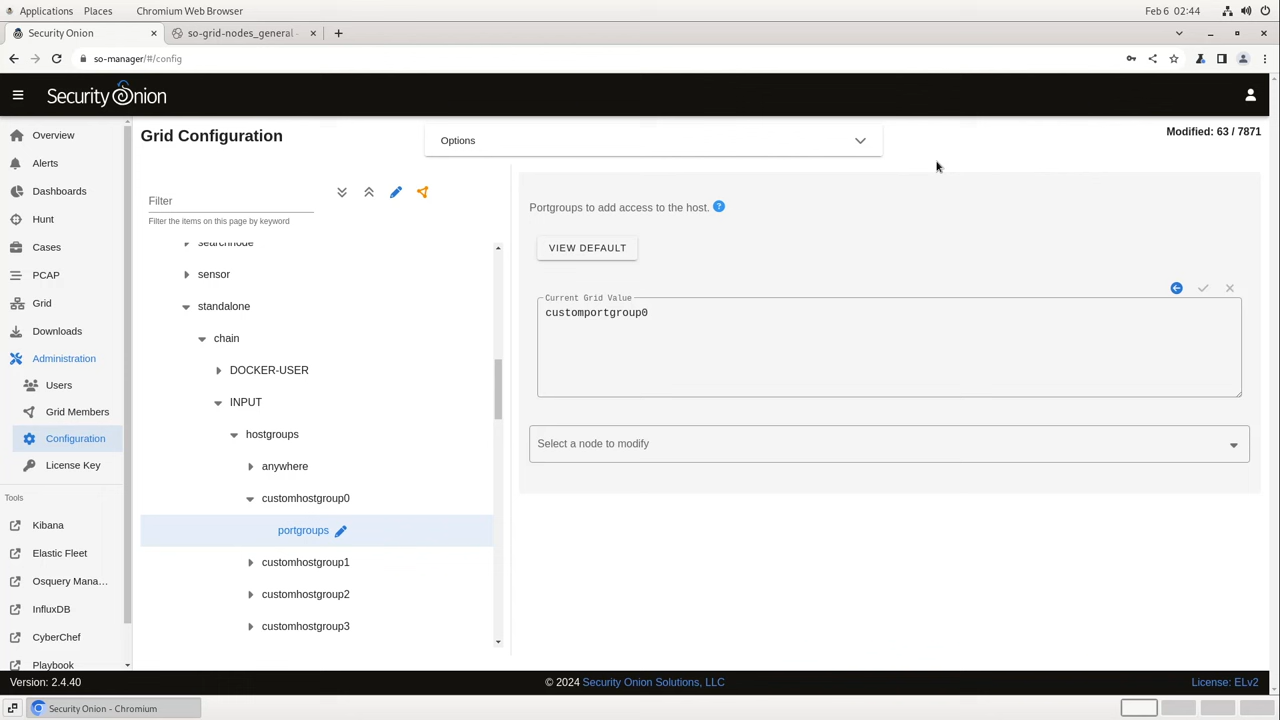 Applications Places Chromium Web Browser Feb 6 02:44
Security Onion so-grid-nodes_general -
so-manager/#/config
Security Onion
Overview
Alerts
Dashboards
Hunt
Cases
PCAP
Grid
Downloads
Administration
Users
Grid Members
Configuration
License Key
Tools
Kibana
Elastic Fleet
Osquery Mana...
InfluxDB
CyberChef
Playbook
Grid Configuration
Options
Modified: 63 / 7871
Filter
Filter the items on this page by keyword
searchnode
sensor
standalone
chain
DOCKER-USER
INPUT
hostgroups
anywhere
customhostgroup0
portgroups
customhostgroup1
customhostgroup2
customhostgroup3
Portgroups to add access to the host. ?
VIEW DEFAULT
Current Grid Value
customportgroup0
Select a node to modify
Version: 2.4.40 © 2024 Security Onion Solutions, LLC License: ELv2
Security Onion - Chromium